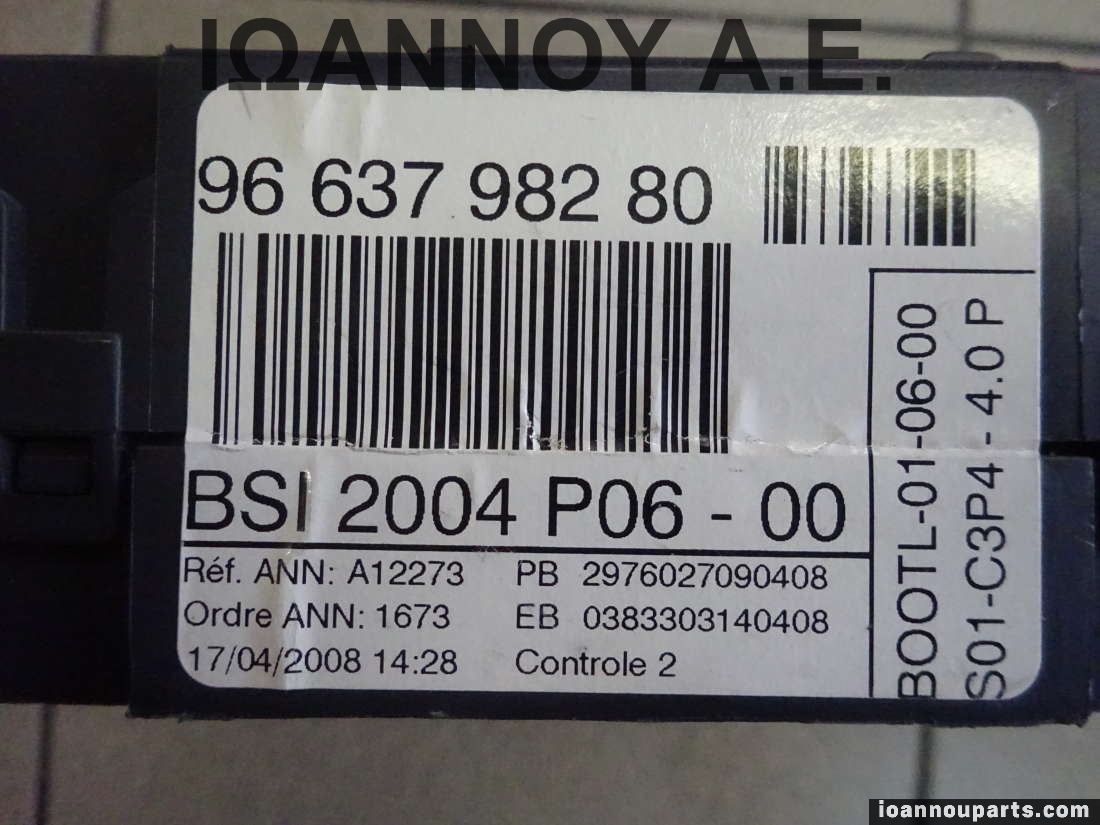 ΙΩΑΝΝΟΥ Α.Ε.
96 637 982 80
BSI 2004 P06 - 00
Réf. ANN: A12273 PB 2976027090408
Ordre ANN: 1673 EB 0383303140408
17/04/2008 14:28 Controle 2
BOOTL-01-06-00
S01-C3P4 - 4.0 P
ioannouparts.com